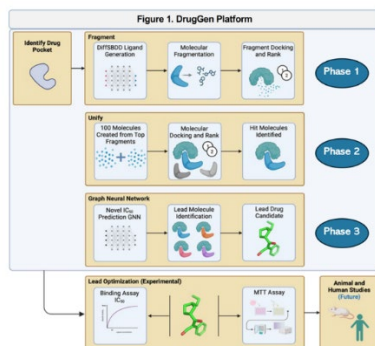 Figure 1. DrugGen Platform
Identify Drug
Pocket
Fragment
DiffSBDD Ligand
Generation
Molecular
Fragmentation
Fragment Docking
and Rank
Phase 1
Unify
100 Molecules
Created from Top
Fragments
Molecular
Docking and Rank
Hit Molecules
Identified
Phase 2
Graph Neural Network
Novel IC50
Prediction GNN
Lead Molecule
Identification
Lead Drug
Candidate
Phase 3
Lead Optimization (Experimental)
Binding Assay
IC50
MTT Assay
Animal and
Human Studies
(Future)